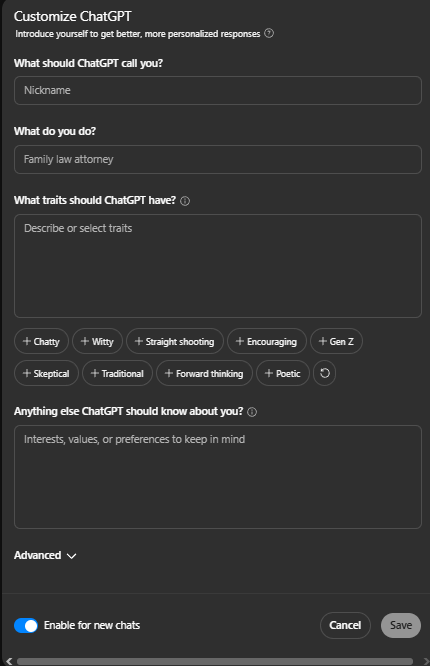 Customize ChatGPT
Introduce yourself to get better, more personalized responses
What should ChatGPT call you?
Nickname
What do you do?
Family law attorney
What traits should ChatGPT have?
Describe or select traits
+ Chatty + Witty + Straight shooting + Encouraging + Gen Z
+ Skeptical + Traditional + Forward thinking + Poetic
Anything else ChatGPT should know about you?
Interests, values, or preferences to keep in mind
Advanced
Enable for new chats Cancel Save